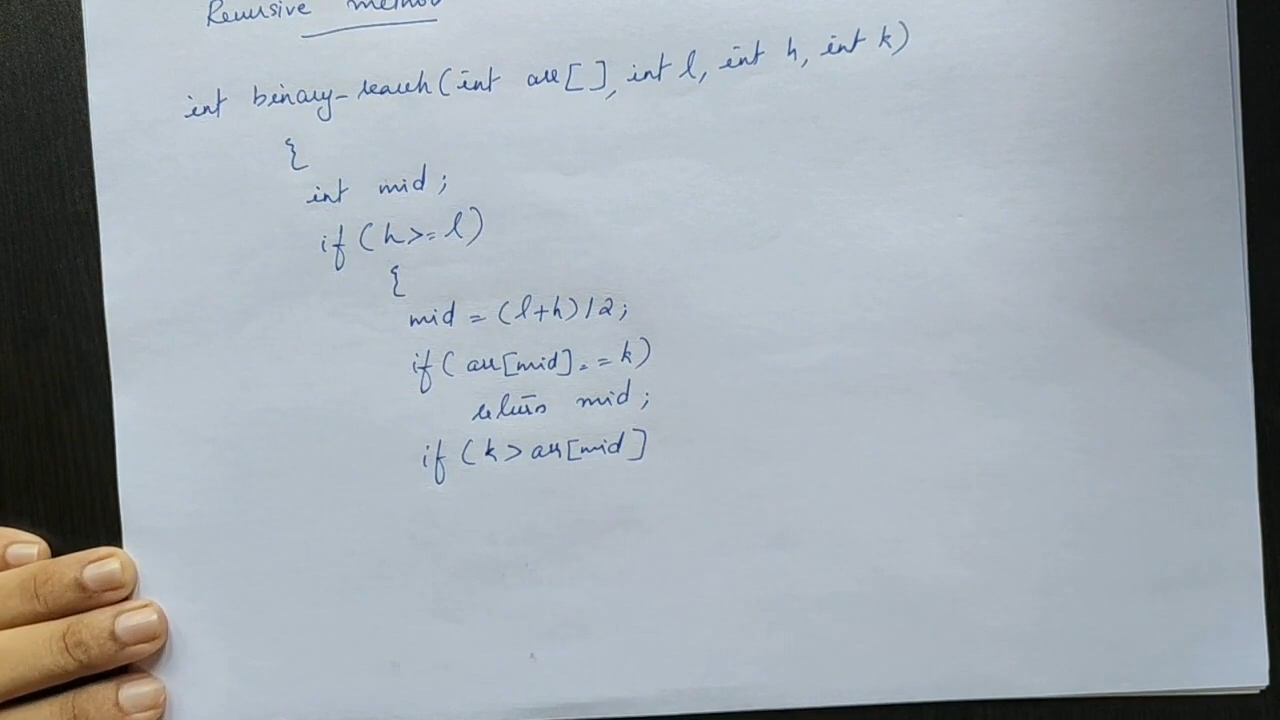 Recursive method
int binary-search(int arr[], int l, int h, int k)
{
int mid;
if (h>=l)
{
mid = (l+h)/2;
if( arr[mid]==k)
return mid;
if (k>arr[mid]